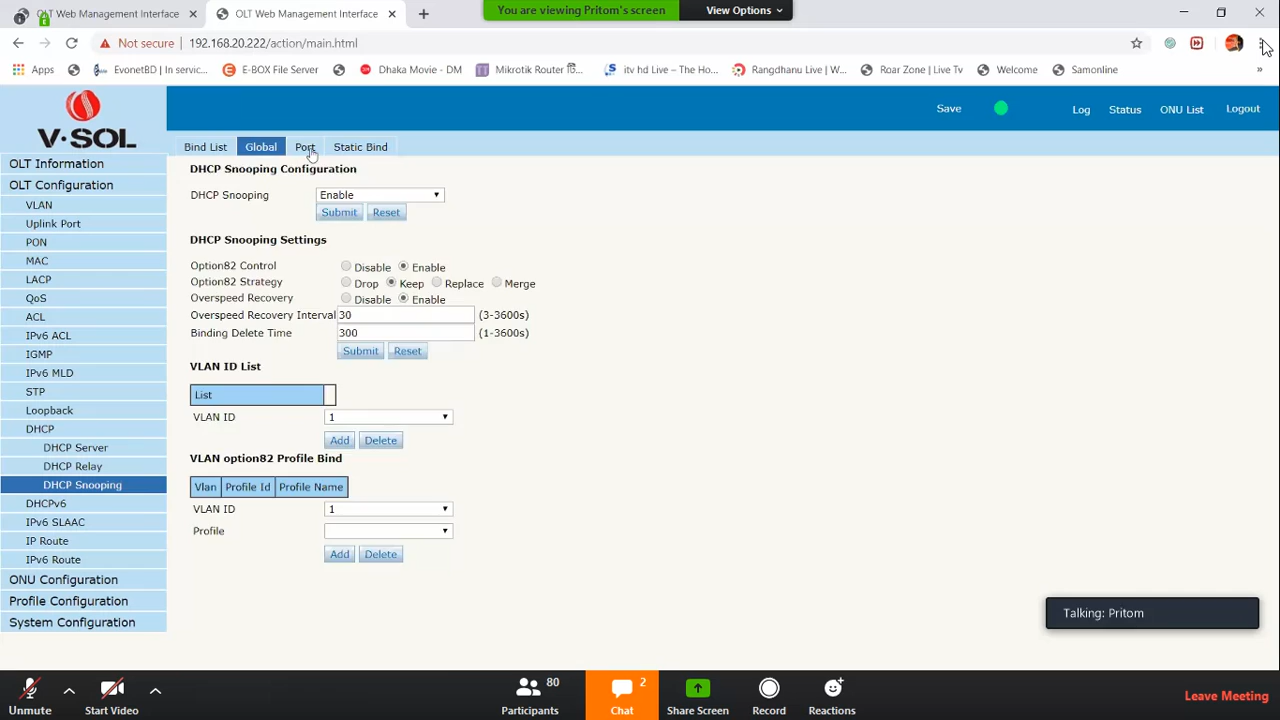 OLT Web Management Interface
OLT Web Management Interface
You are viewing Pritom's screen
View Options
Not secure
192.168.20.222/action/main.html
Apps
EvonetBD | In servic...
E-BOX File Server
Dhaka Movie - DM
Mikrotik Router
itv hd Live – The Ho...
Rangdhanu Live | W...
Roar Zone | Live Tv
Welcome
Samonline
»
V·SOL
Save
Log
Status
ONU List
Logout
Bind List
Global
Port
Static Bind
OLT Information
OLT Configuration
VLAN
Uplink Port
PON
MAC
LACP
QoS
ACL
IPv6 ACL
IGMP
IPv6 MLD
STP
Loopback
DHCP
DHCP Server
DHCP Relay
DHCP Snooping
DHCPv6
IPv6 SLAAC
IP Route
IPv6 Route
ONU Configuration
Profile Configuration
System Configuration
DHCP Snooping Configuration
DHCP Snooping Enable
Submit Reset
DHCP Snooping Settings
Option82 Control Disable Enable
Option82 Strategy Drop Keep Replace Merge
Overspeed Recovery Disable Enable
Overspeed Recovery Interval 30 (3-3600s)
Binding Delete Time 300 (1-3600s)
Submit Reset
VLAN ID List
List
VLAN ID 1
Add Delete
VLAN option82 Profile Bind
Vlan Profile Id Profile Name
VLAN ID 1
Profile
Add Delete
Talking: Pritom
Unmute
Start Video
Participants 80
Chat 2
Share Screen
Record
Reactions
Leave Meeting